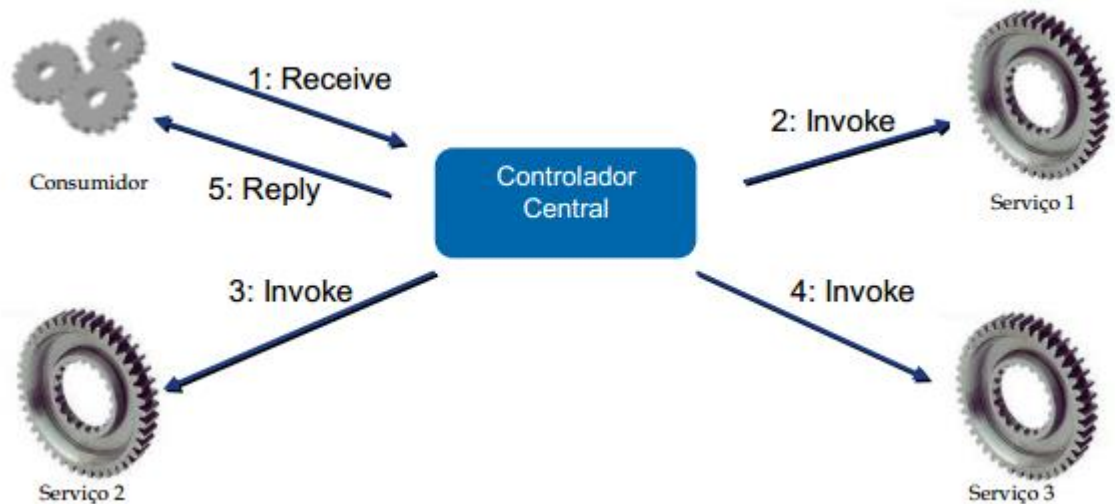 1: Receive
2: Invoke
Consumidor
5: Reply
Controlador
Central
Serviço 1
3: Invoke
4: Invoke
Serviço 2
Serviço 3